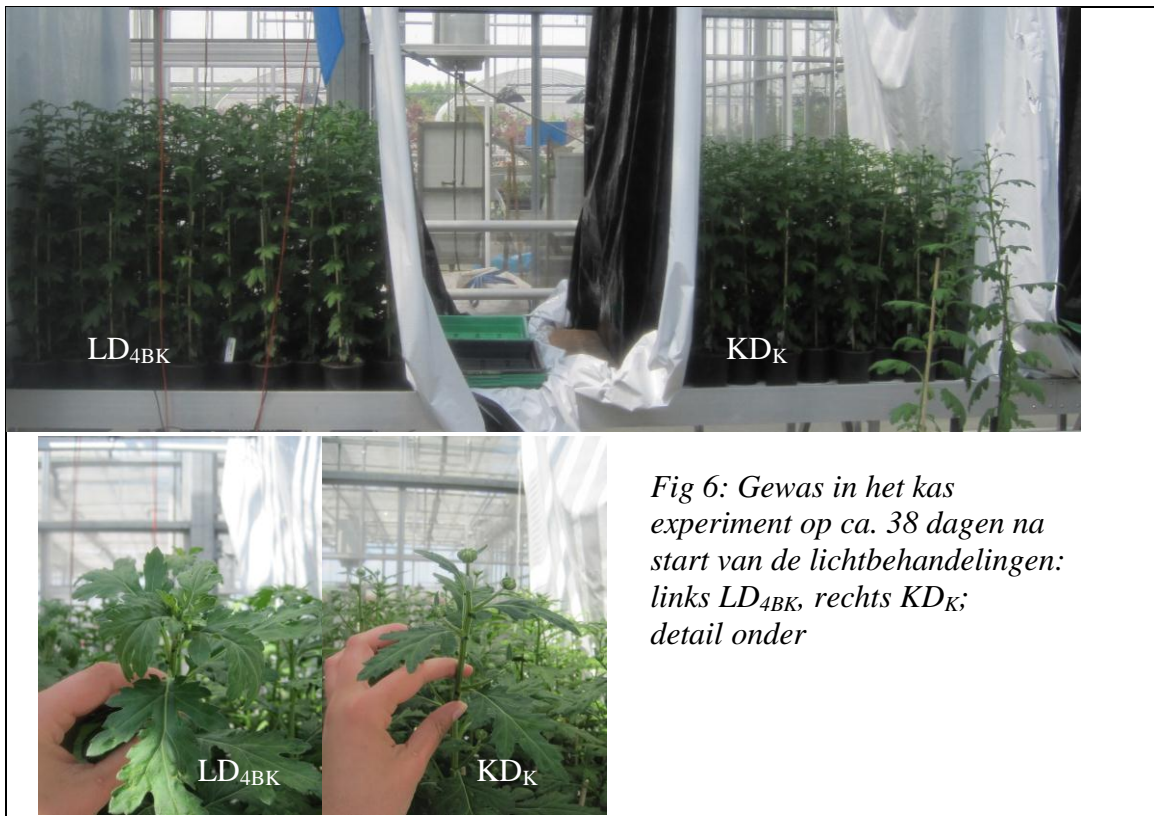 LD4BK
KDK
LD4BK
KDK
Fig 6: Gewas in het kas
experiment op ca. 38 dagen na
start van de lichtbehandelingen:
links LD4BK, rechts KDK;
detail onder